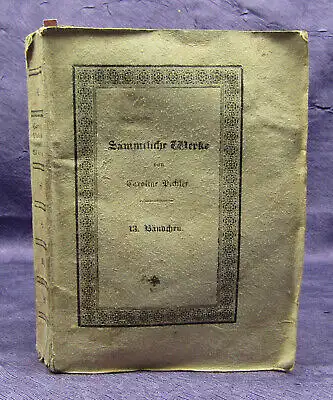 Sämmtliche Werke
von
Caroline Pichler
13. Bändchen.